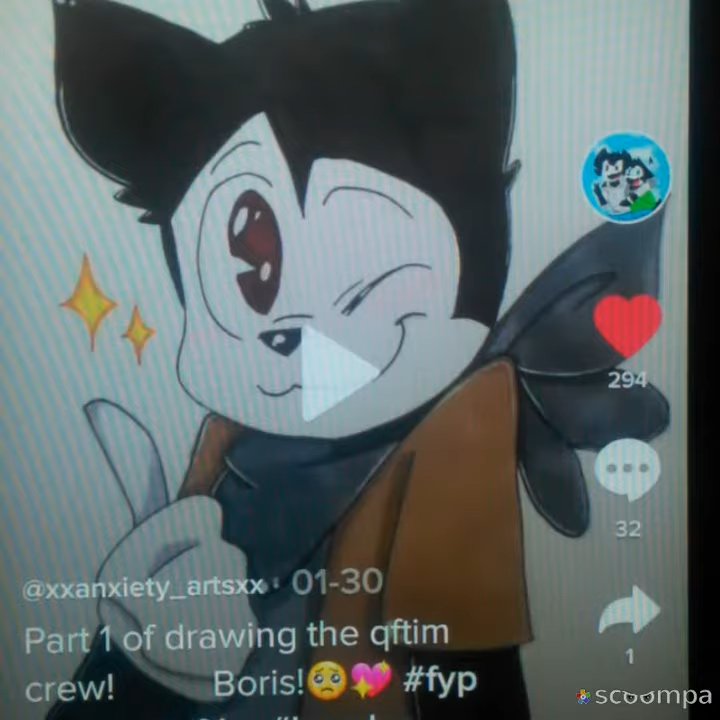 294
32
@xxanxiety_artsxx · 01-30
1
Part 1 of drawing the qftim
crew! Boris!🥺💖 #fyp
scoompa